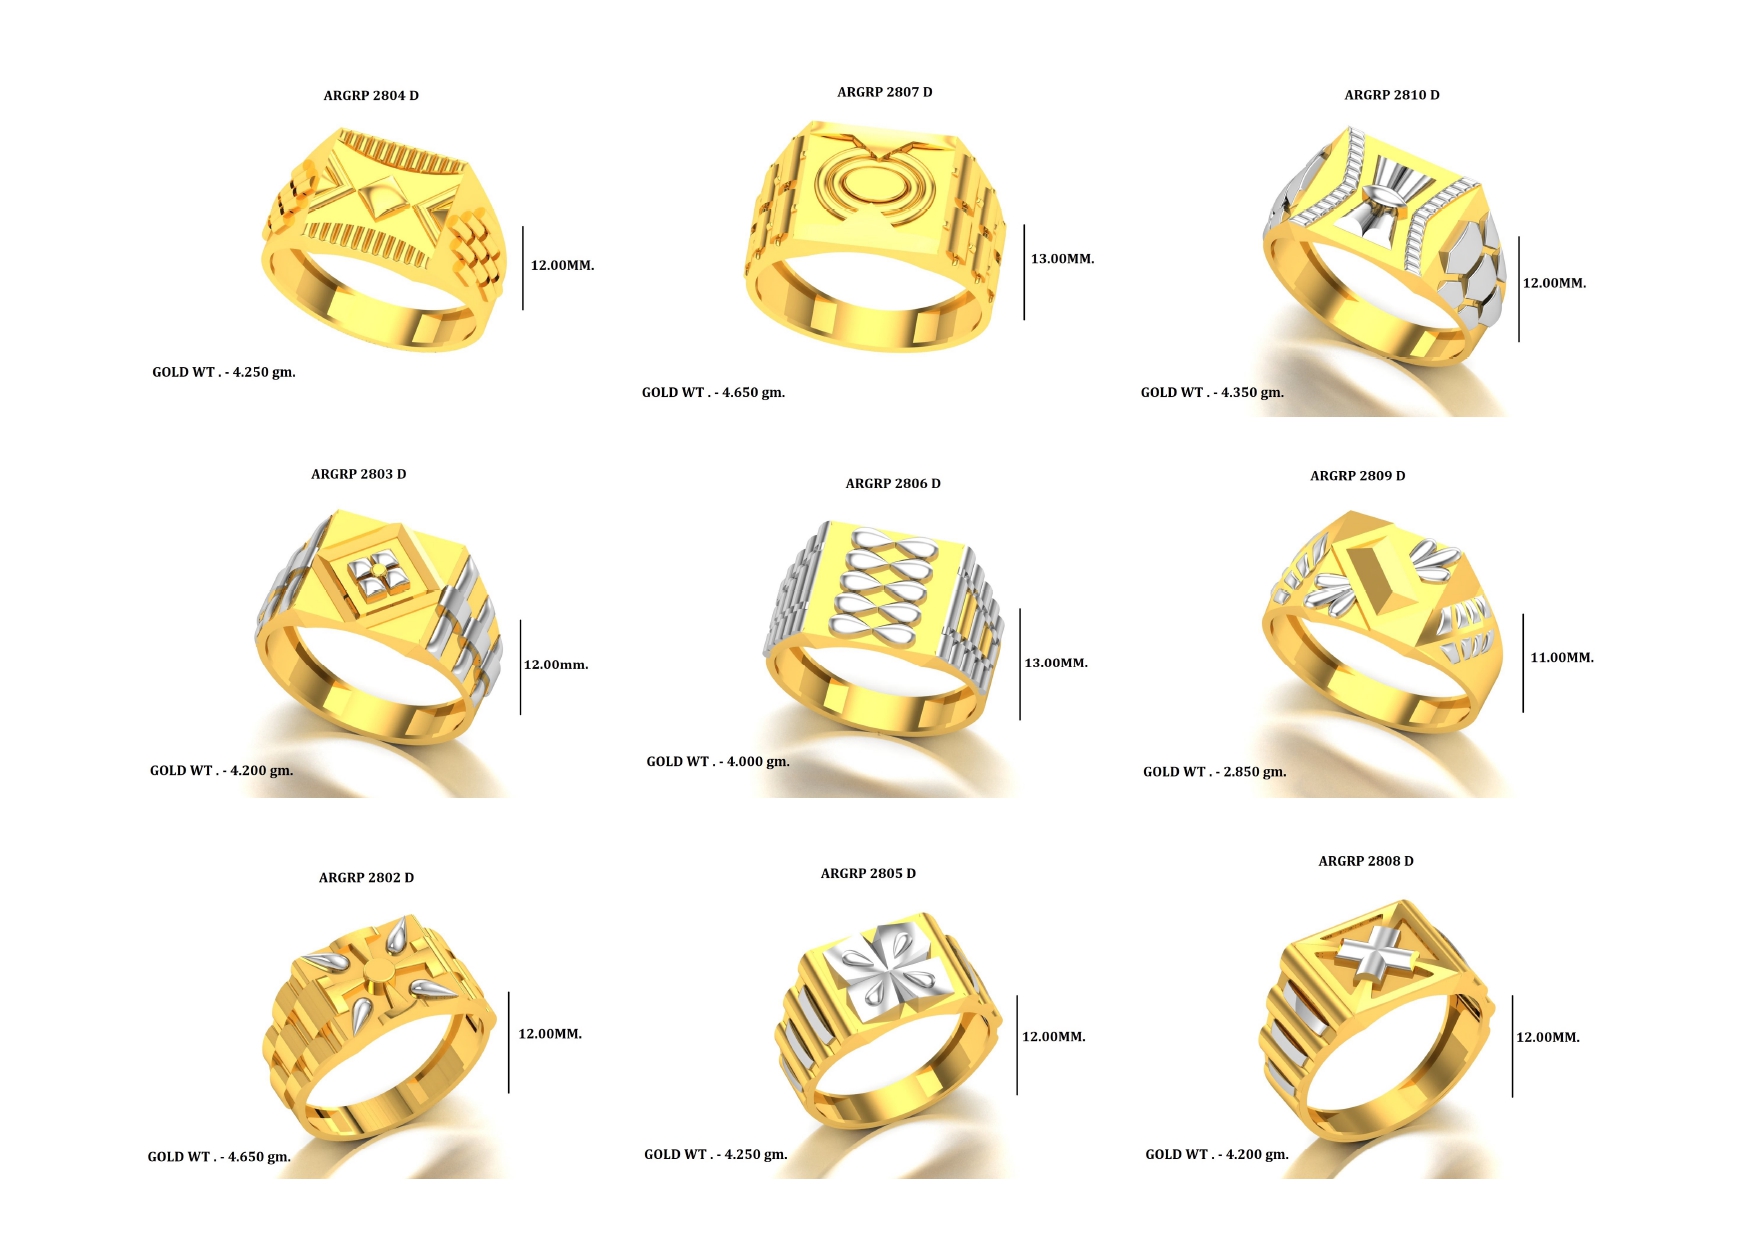 ARGRP 2804 D
12.00MM.
GOLD WT . - 4.250 gm.
ARGRP 2807 D
13.00MM.
GOLD WT . - 4.650 gm.
ARGRP 2810 D
12.00MM.
GOLD WT . - 4.350 gm.
ARGRP 2803 D
12.00mm.
GOLD WT . - 4.200 gm.
ARGRP 2806 D
13.00MM.
GOLD WT . - 4.000 gm.
ARGRP 2809 D
11.00MM.
GOLD WT . - 2.850 gm.
ARGRP 2802 D
12.00MM.
GOLD WT . - 4.650 gm.
ARGRP 2805 D
12.00MM.
GOLD WT . - 4.250 gm.
ARGRP 2808 D
12.00MM.
GOLD WT . - 4.200 gm.